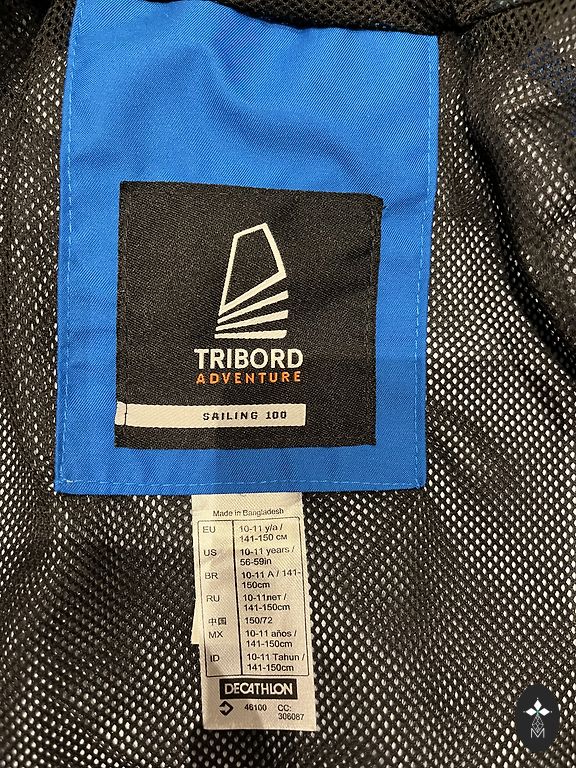 TRIBORD
ADVENTURE
SAILING 100
Made in Bangladesh
EU 10-11 y/a /
141-150 см
US 10-11 years /
56-59in
BR 10-11 A / 141-
150cm
RU 10-11лет /
141-150cm
中国 150/72
MX 10-11 años /
141-150cm
ID 10-11 Tahun /
141-150cm
DECATHLON
46100 CC:
306087
M